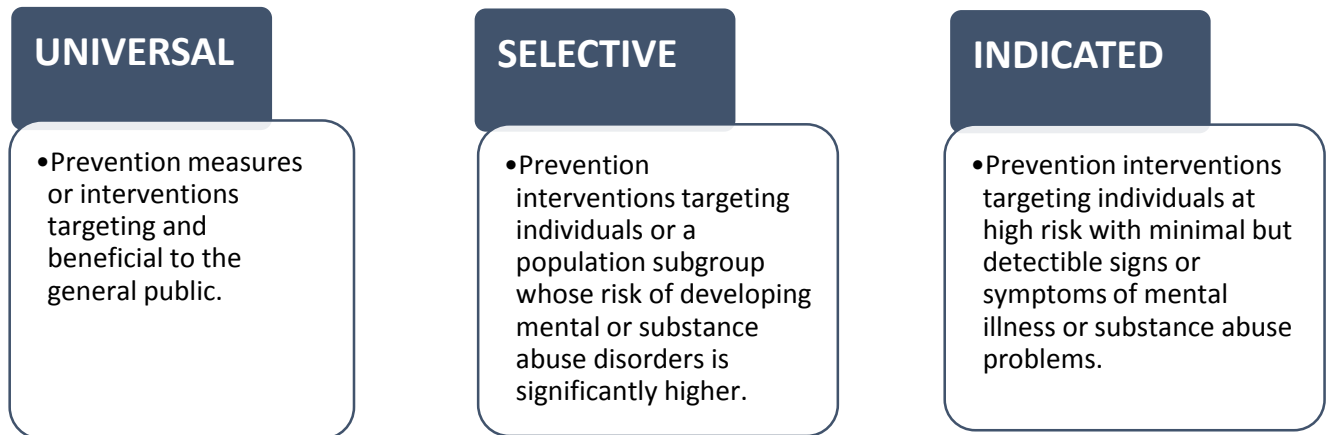 UNIVERSAL
•Prevention measures
or interventions
targeting and
beneficial to the
general public.
SELECTIVE
•Prevention
interventions targeting
individuals or a
population subgroup
whose risk of developing
mental or substance
abuse disorders is
significantly higher.
INDICATED
•Prevention interventions
targeting individuals at
high risk with minimal but
detectible signs or
symptoms of mental
illness or substance abuse
problems.